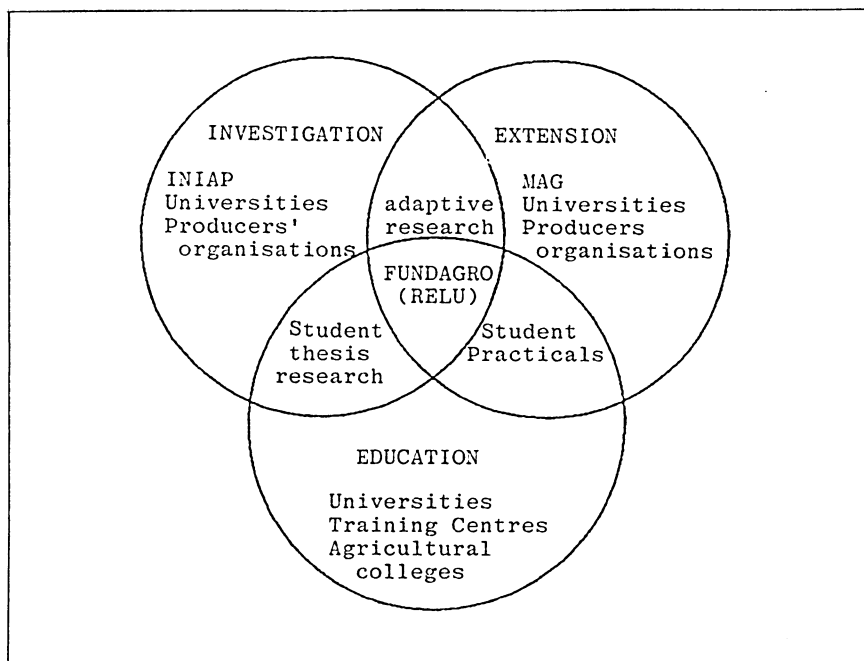 INVESTIGATION
INIAP
Universities
Producers'
organisations
EXTENSION
MAG
Universities
Producers
organisations
adaptive
research
FUNDAGRO
(RELU)
Student
thesis
research
Student
Practicals
EDUCATION
Universities
Training Centres
Agricultural
colleges